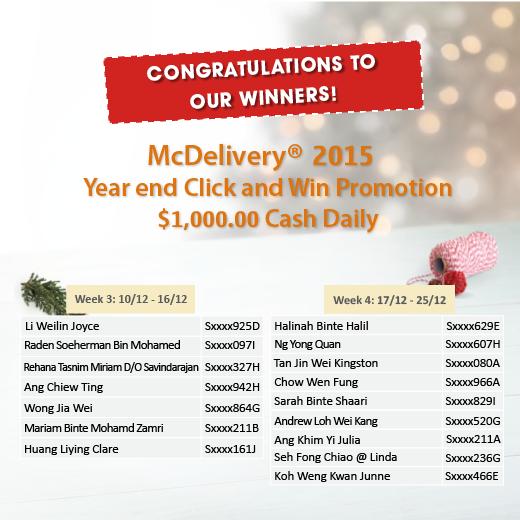 CONGRATULATIONS TO
OUR WINNERS!
McDelivery® 2015
Year end Click and Win Promotion
$1,000.00 Cash Daily
Week 3: 10/12 - 16/12
Li Weilin Joyce Sxxxx925D
Raden Soeherman Bin Mohamed Sxxxx097I
Rehana Tasnim Miriam D/O Savindarajan Sxxxx327H
Ang Chiew Ting Sxxxx942H
Wong Jia Wei Sxxxx864G
Mariam Binte Mohamd Zamri Sxxxx211B
Huang Liying Clare Sxxxx161J
Week 4: 17/12 - 25/12
Halinah Binte Halil Sxxxx629E
Ng Yong Quan Sxxxx607H
Tan Jin Wei Kingston Sxxxx080A
Chow Wen Fung Sxxxx966A
Sarah Binte Shaari Sxxxx829I
Andrew Loh Wei Kang Sxxxx520G
Ang Khim Yi Julia Sxxxx211A
Seh Fong Chiao @ Linda Sxxxx236G
Koh Weng Kwan Junne Sxxxx466E